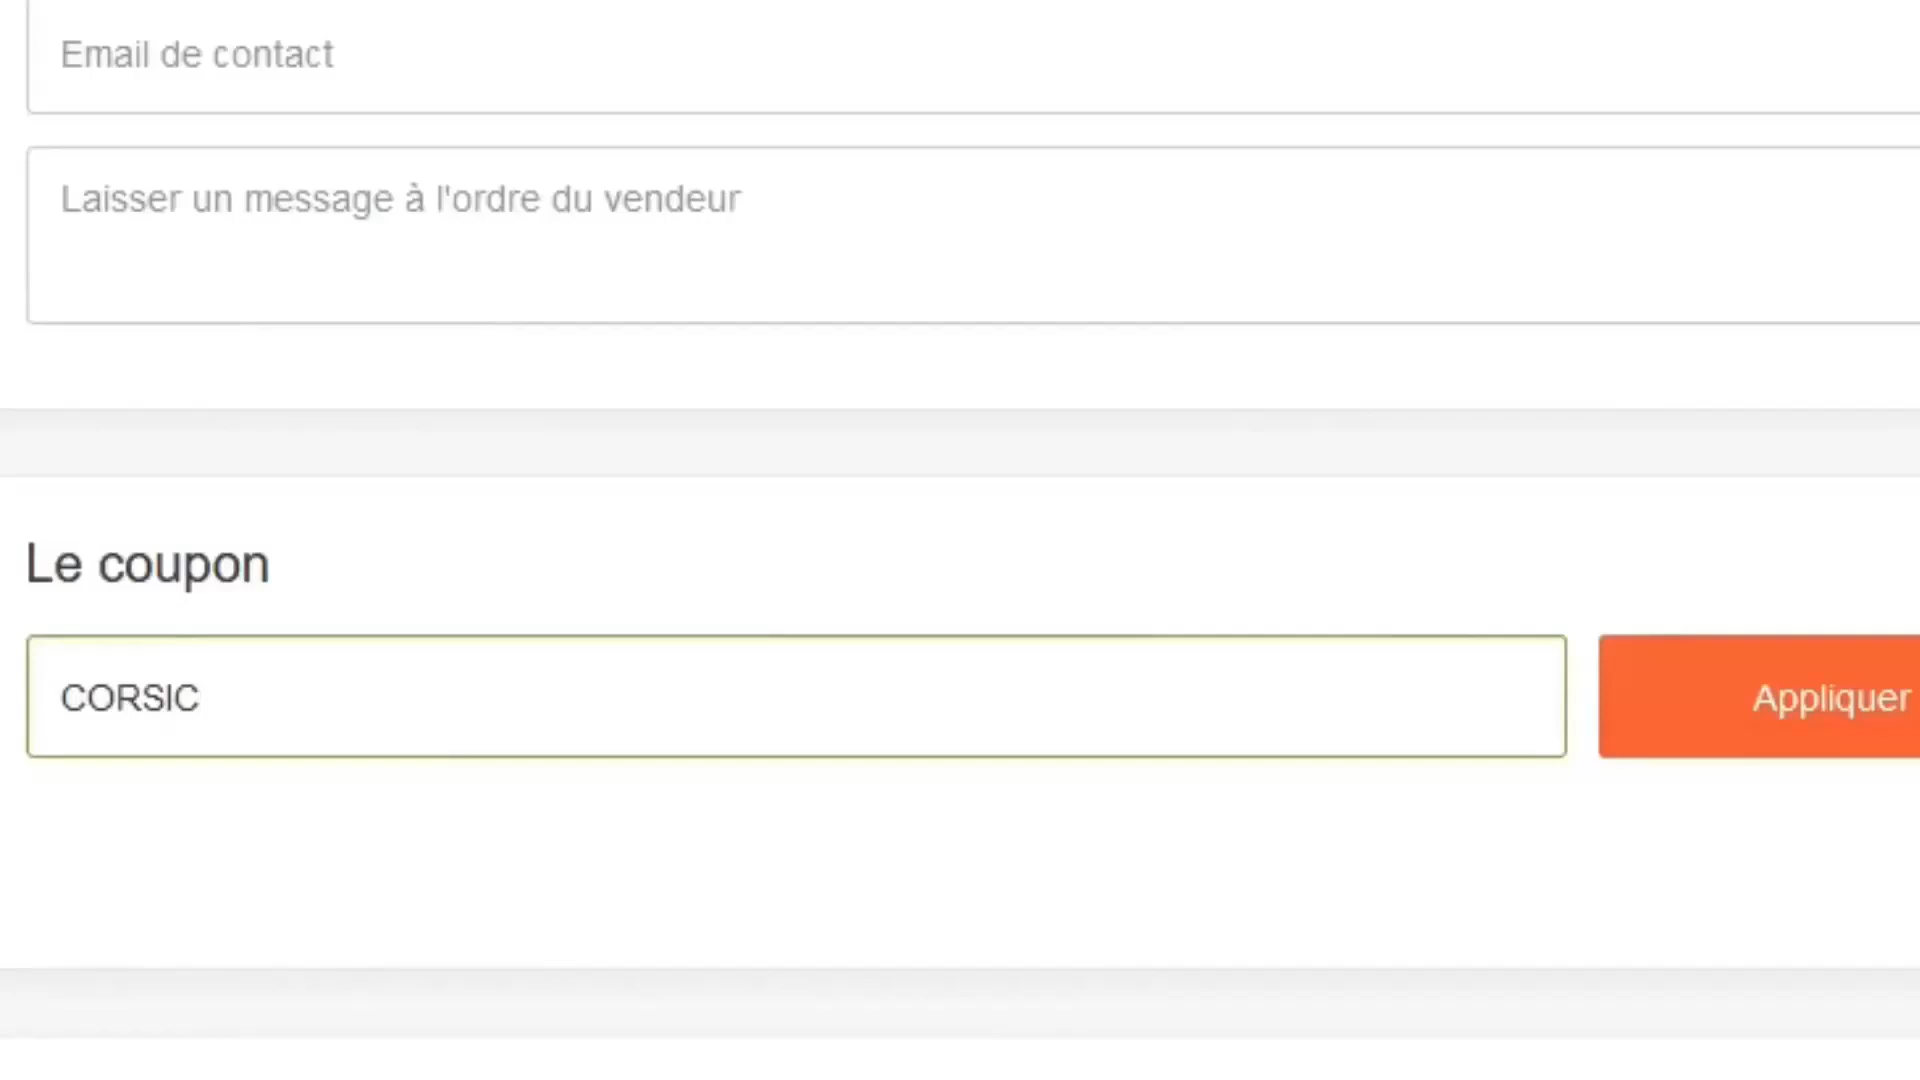 Email de contact
Laisser un message à l'ordre du vendeur
Le coupon
CORSIC
Appliquer